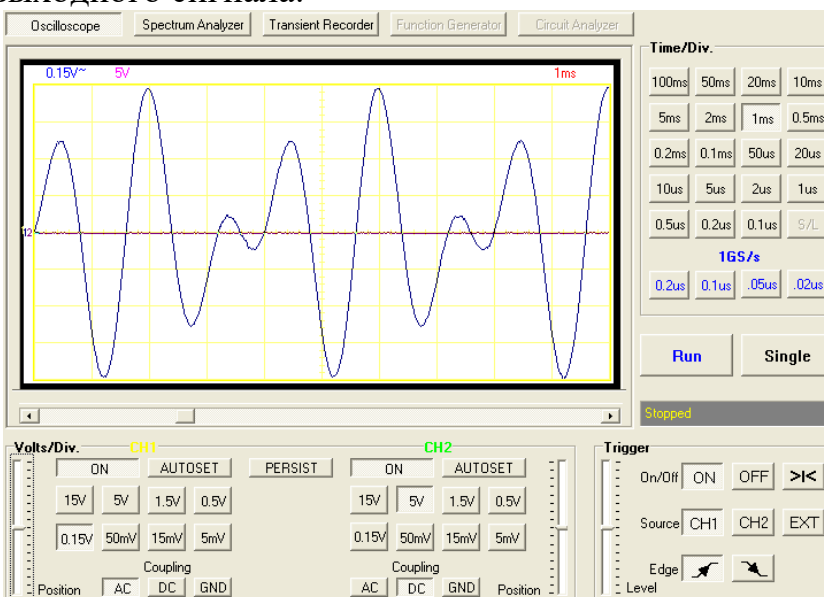 выходного сигнала.
Oscilloscope Spectrum Analyzer Transient Recorder Function Generator Circuit Analyzer
Time/Div.
0.15V~ 5V 1ms
100ms 50ms 20ms 10ms
5ms 2ms 1ms 0.5ms
0.2ms 0.1ms 50us 20us
10us 5us 2us 1us
12
0.5us 0.2us 0.1us S/L
1GS/s
0.2us 0.1us .05us .02us
Run Single
Stopped
Volts/Div. CH1 CH2 Trigger
ON AUTOSET PERSIST ON AUTOSET On/Off ON OFF >I<
15V 5V 1.5V 0.5V 15V 5V 1.5V 0.5V
Source CH1 CH2 EXT
0.15V 50mV 15mV 5mV 0.15V 50mV 15mV 5mV
Coupling Coupling Edge
Position AC DC GND AC DC GND Position Level